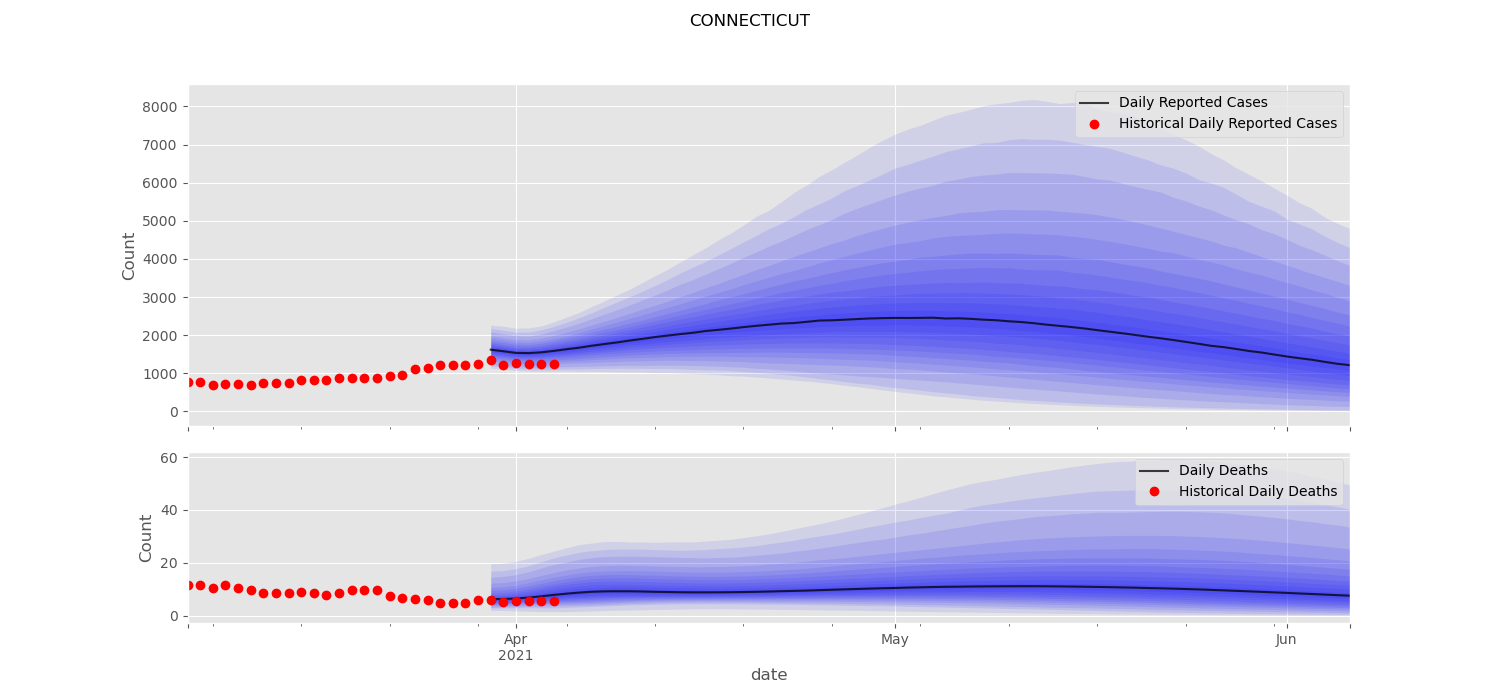 CONNECTICUT
Daily Reported Cases
Historical Daily Reported Cases
8000
7000
6000
5000
4000
3000
2000
1000
0
Count
Daily Deaths
Historical Daily Deaths
60
40
20
0
Count
Apr
2021
May
Jun
date